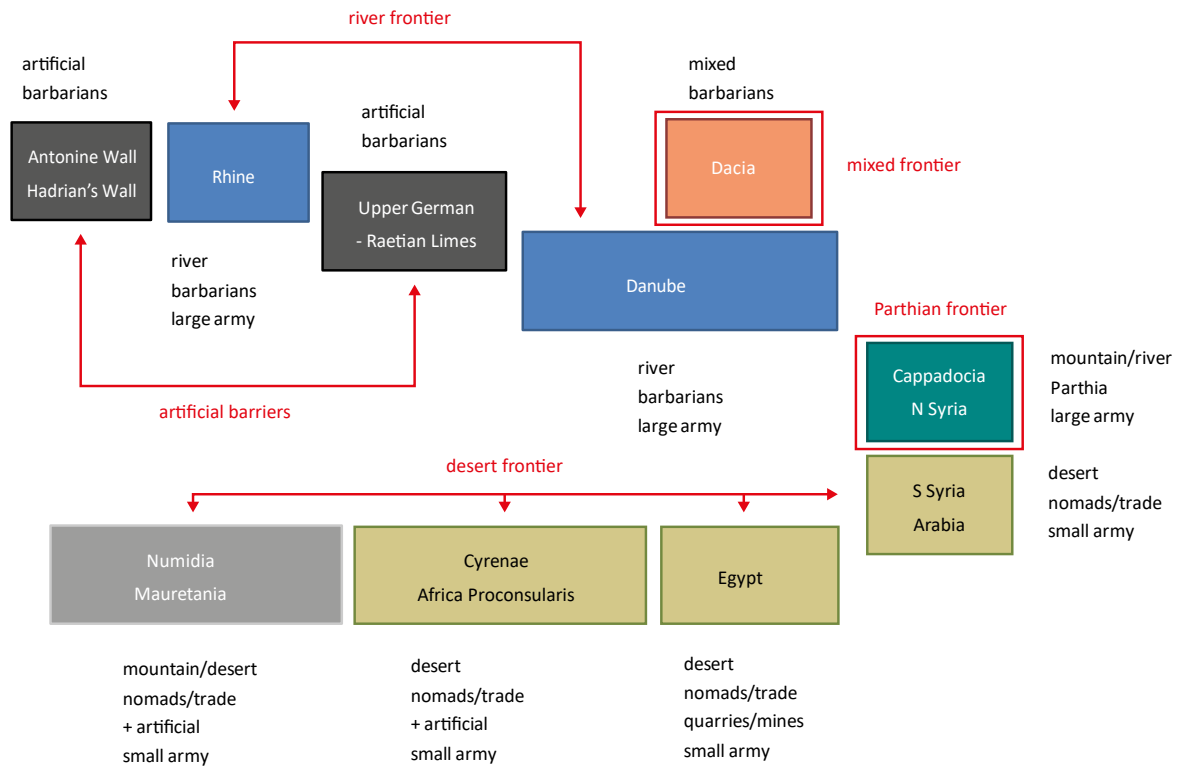 river frontier
artificial
barbarians
Antonine Wall
Hadrian's Wall
Rhine
river
barbarians
large army
artificial
barbarians
Upper German
- Raetian Limes
mixed
barbarians
Dacia
mixed frontier
Danube
river
barbarians
large army
artificial barriers
Parthian frontier
Cappadocia
N Syria
mountain/river
Parthia
large army
desert frontier
S Syria
Arabia
desert
nomads/trade
small army
Numidia
Mauretania
mountain/desert
nomads/trade
+ artificial
small army
Cyrenae
Africa Proconsularis
desert
nomads/trade
+ artificial
small army
Egypt
desert
nomads/trade
quarries/mines
small army